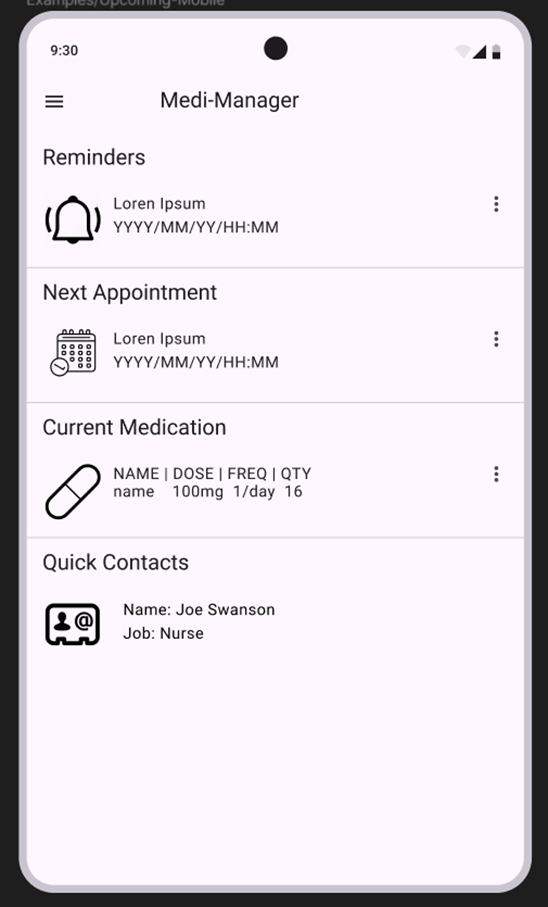 Examples/Upcoming-Mobile
9:30
Medi-Manager
Reminders
Loren Ipsum
YYYY/MM/YY/HH:MM
Next Appointment
Loren Ipsum
YYYY/MM/YY/HH:MM
Current Medication
NAME | DOSE | FREQ | QTY
name 100mg 1/day 16
Quick Contacts
@
Name: Joe Swanson
Job: Nurse